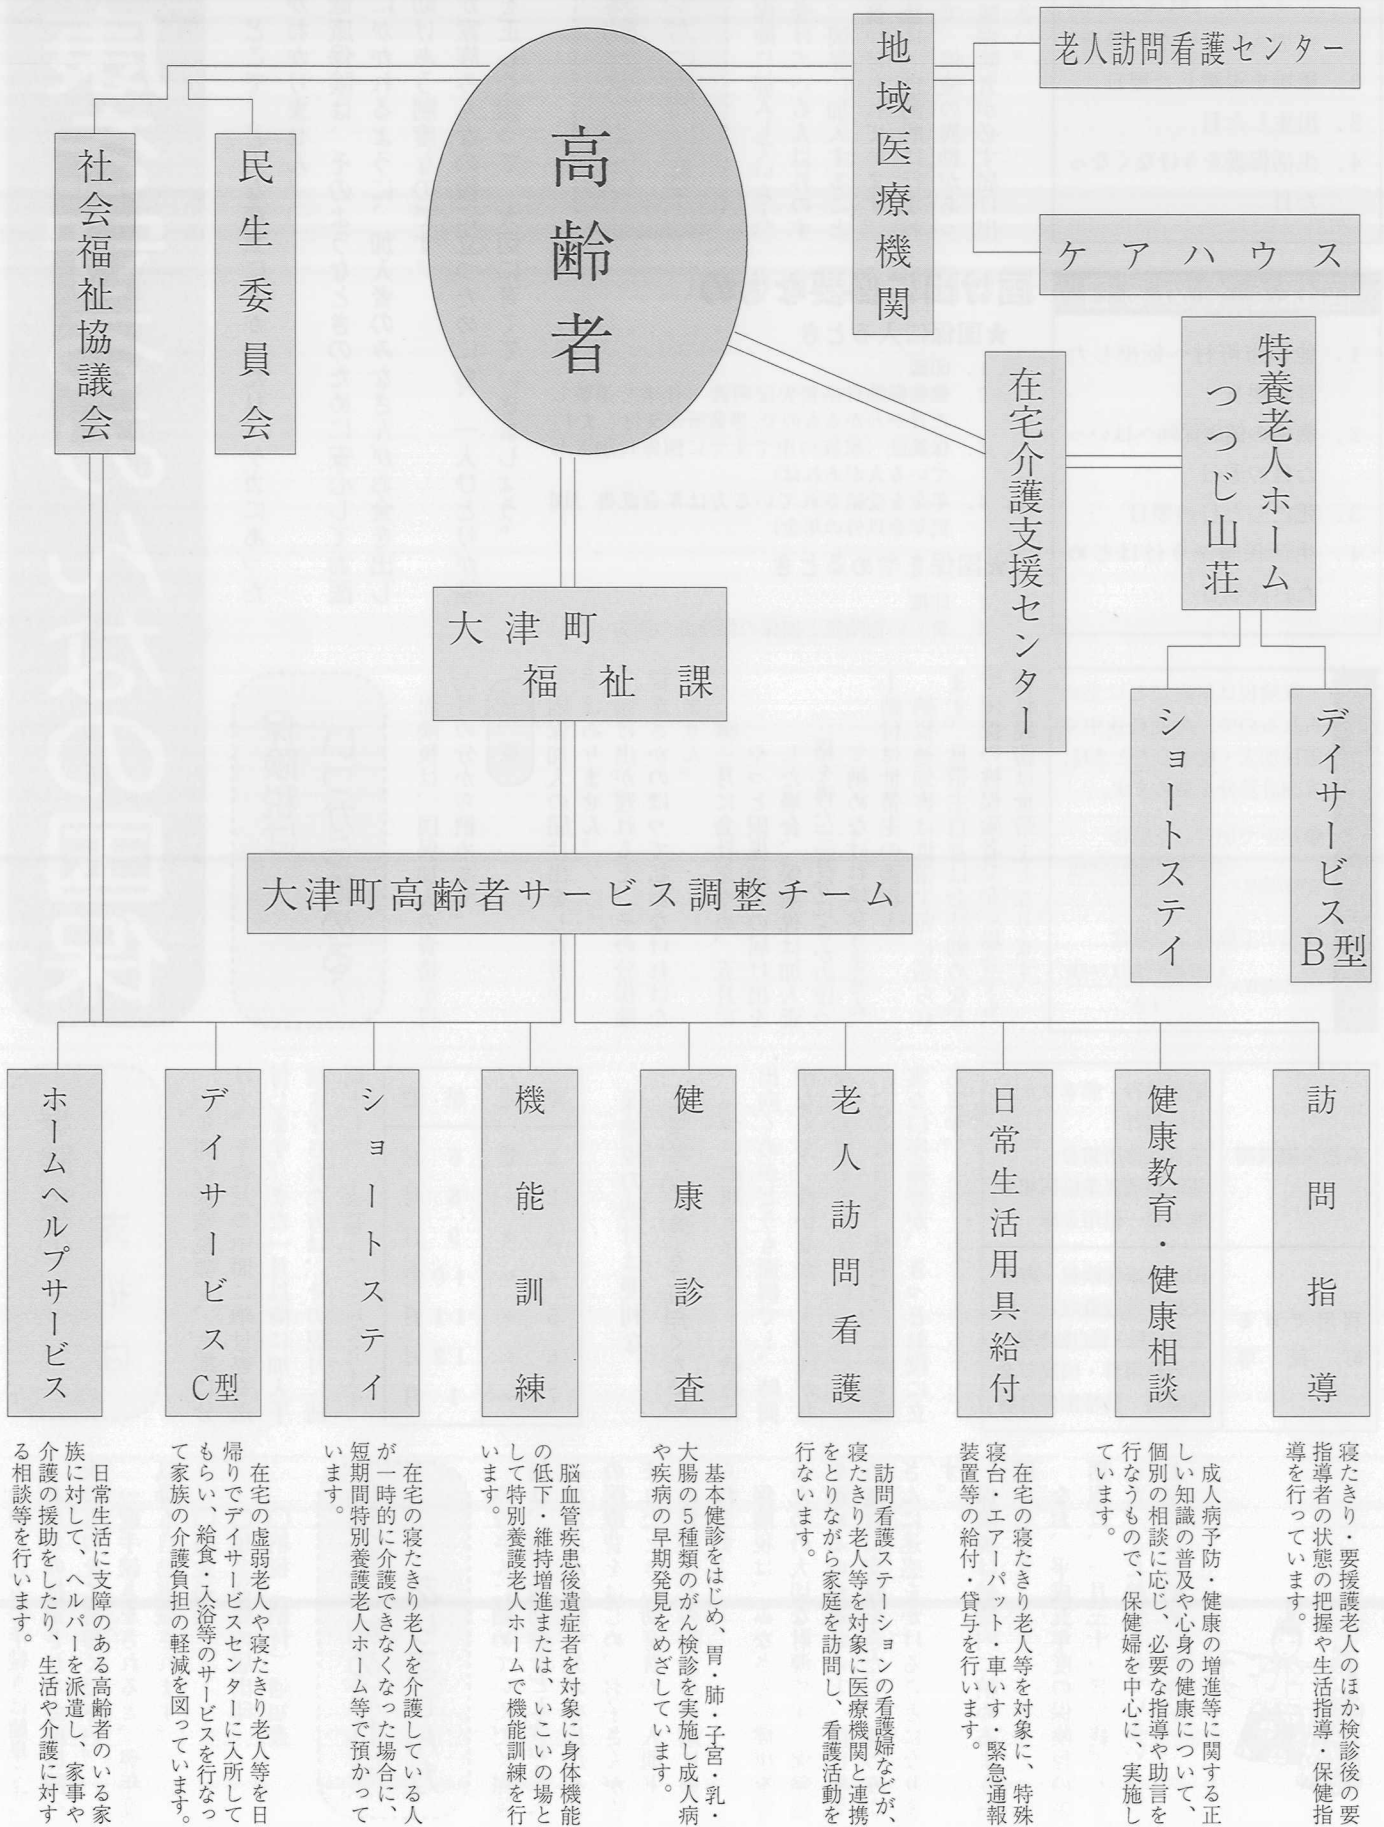 老人訪問看護センター
地域医療機関
ケアハウス
高齢者
民生委員会
社会福祉協議会
特養老人ホーム
つつじ山荘
在宅介護支援センター
大津町
福祉課
デイサービスB型
ショートステイ
大津町高齢者サービス調整チーム
訪問指導
健康教育・健康相談
日常生活用具給付
老人訪問看護
健康診査
機能訓練
ショートステイ
デイサービスC型
ホームヘルプサービス
寝たきり・要援護老人のほか検診後の要
指導者の状態の把握や生活指導・保健指
導を行っています。
成人病予防・健康の増進等に関する正
しい知識の普及や心身の健康について、
個別の相談に応じ、必要な指導や助言を
行なうもので、保健婦を中心に、実施し
ています。
在宅の寝たきり老人等を対象に、特殊
寝台・エアーパット・車いす・緊急通報
装置等の給付・貸与を行います。
訪問看護ステーションの看護婦などが、
寝たきり老人等を対象に医療機関と連携
をとりながら家庭を訪問し、看護活動を
行ないます。
基本健診をはじめ、胃・肺・子宮・乳・
大腸の5種類のがん検診を実施し成人病
や疾病の早期発見をめざしています。
脳血管疾患後遺症者を対象に身体機能
の低下・維持増進または、いこいの場と
して特別養護老人ホームで機能訓練を行
います。
在宅の寝たきり老人を介護している人
が一時的に介護できなくなった場合に、
短期間特別養護老人ホーム等で預かって
います。
在宅の虚弱老人や寝たきり老人等を日
帰りでデイサービスセンターに入所して
もらい、給食・入浴等のサービスを行なっ
て家族の介護負担の軽減を図っています。
日常生活に支障のある高齢者のいる家
族に対して、ヘルパーを派遣し、家事や
介護の援助をしたり、生活や介護に対す
る相談等を行います。